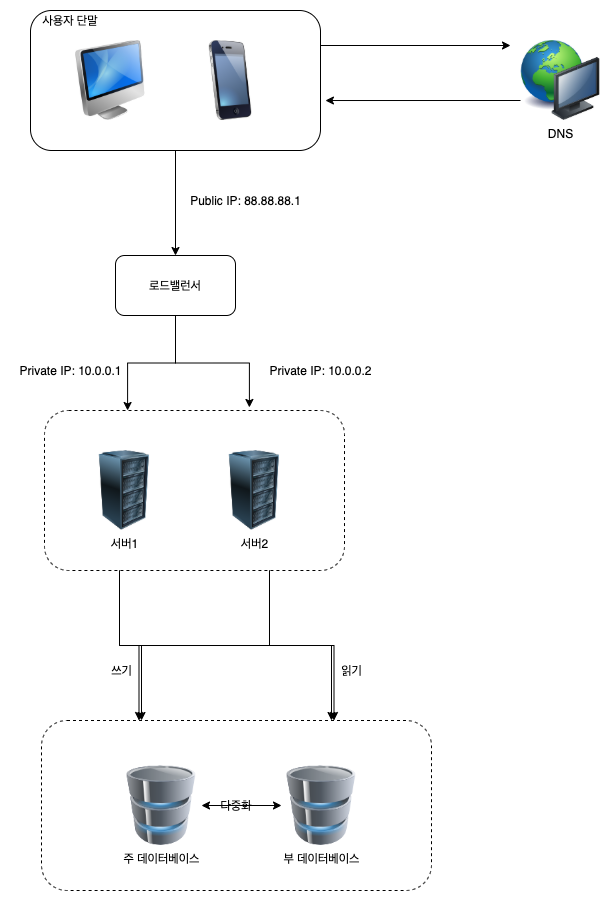 사용자 단말
DNS
Public IP: 88.88.88.1
로드밸런서
Private IP: 10.0.0.1
Private IP: 10.0.0.2
서버1
서버2
쓰기
읽기
다중화
주 데이터베이스
부 데이터베이스